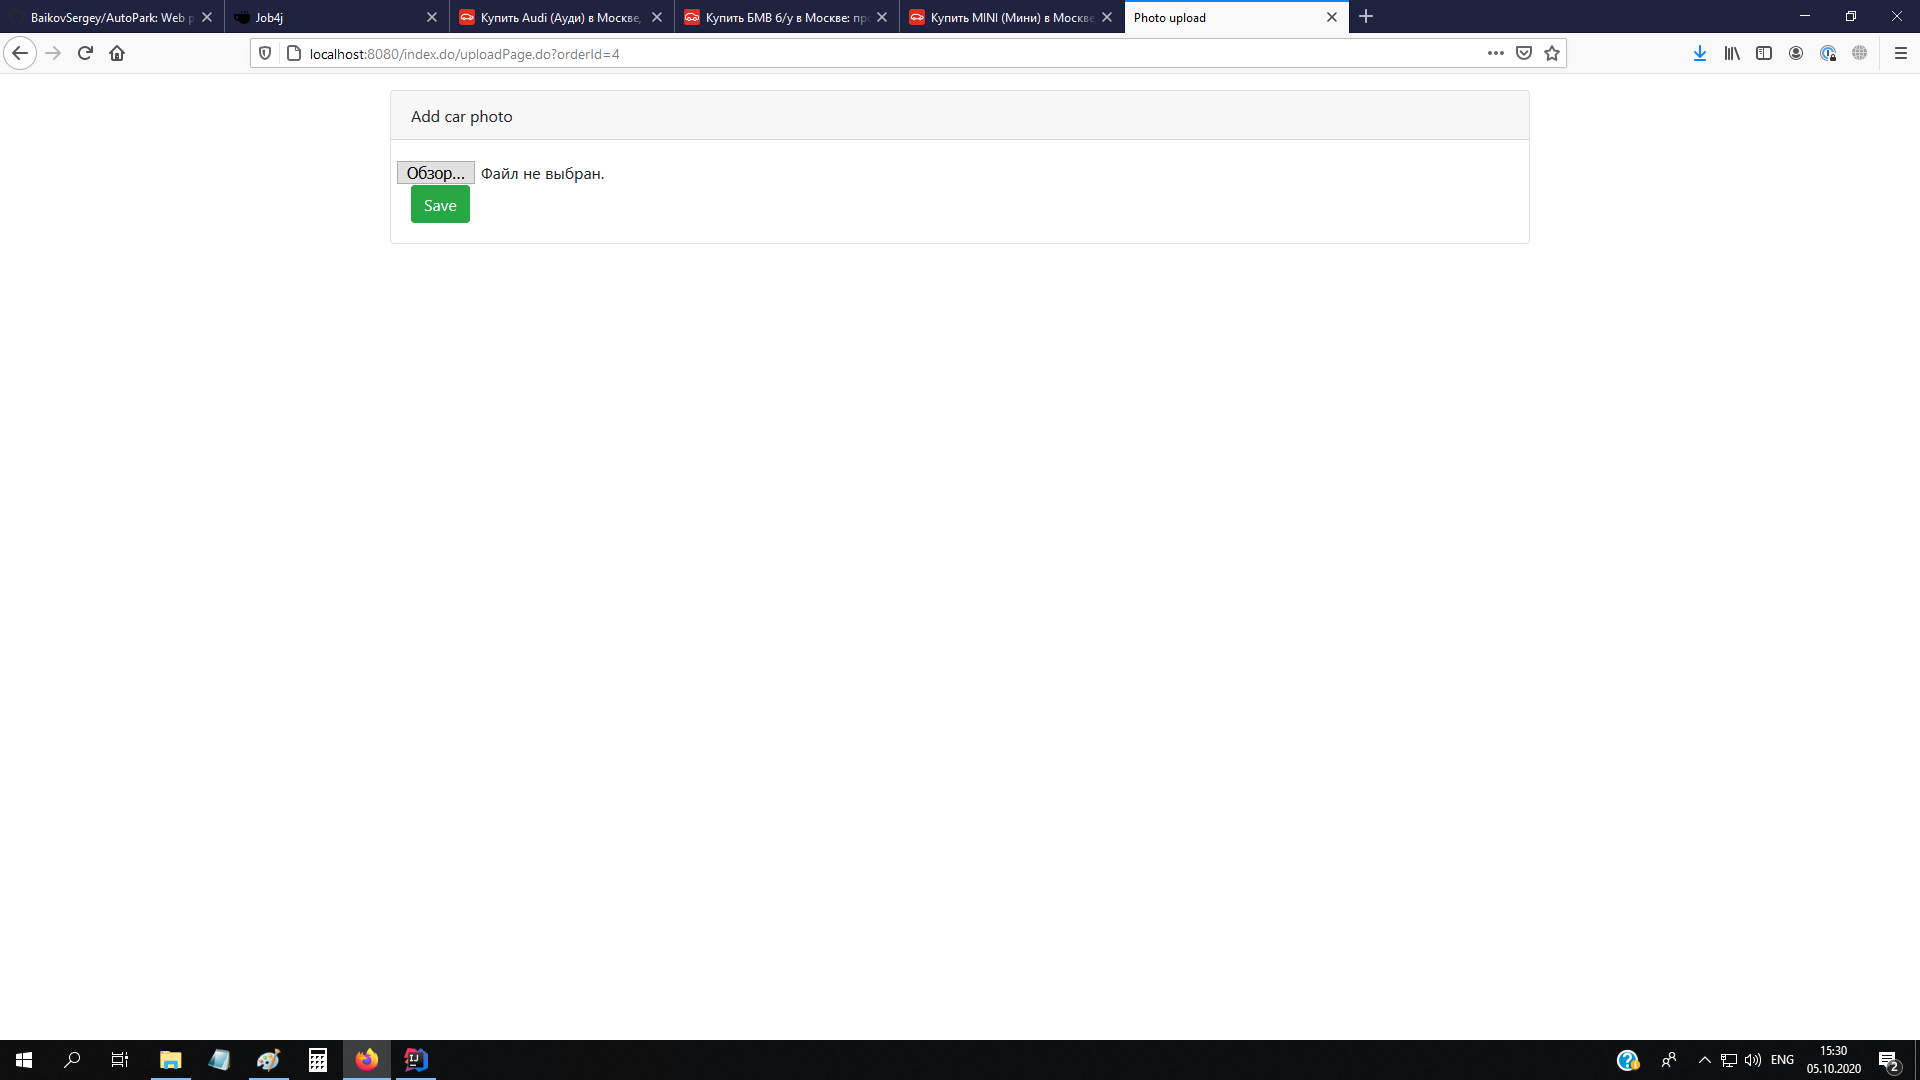 BaikovSergey/AutoPark: Web p
Job4j
Купить Audi (Ауди) в Москве,
Купить БМВ б/у в Москве: пр
Купить MINI (Мини) в Москве
Photo upload
localhost:8080/index.do/uploadPage.do?orderId=4
Add car photo
Обзор... Файл не выбран.
Save
ENG
15:30
05.10.2020
2